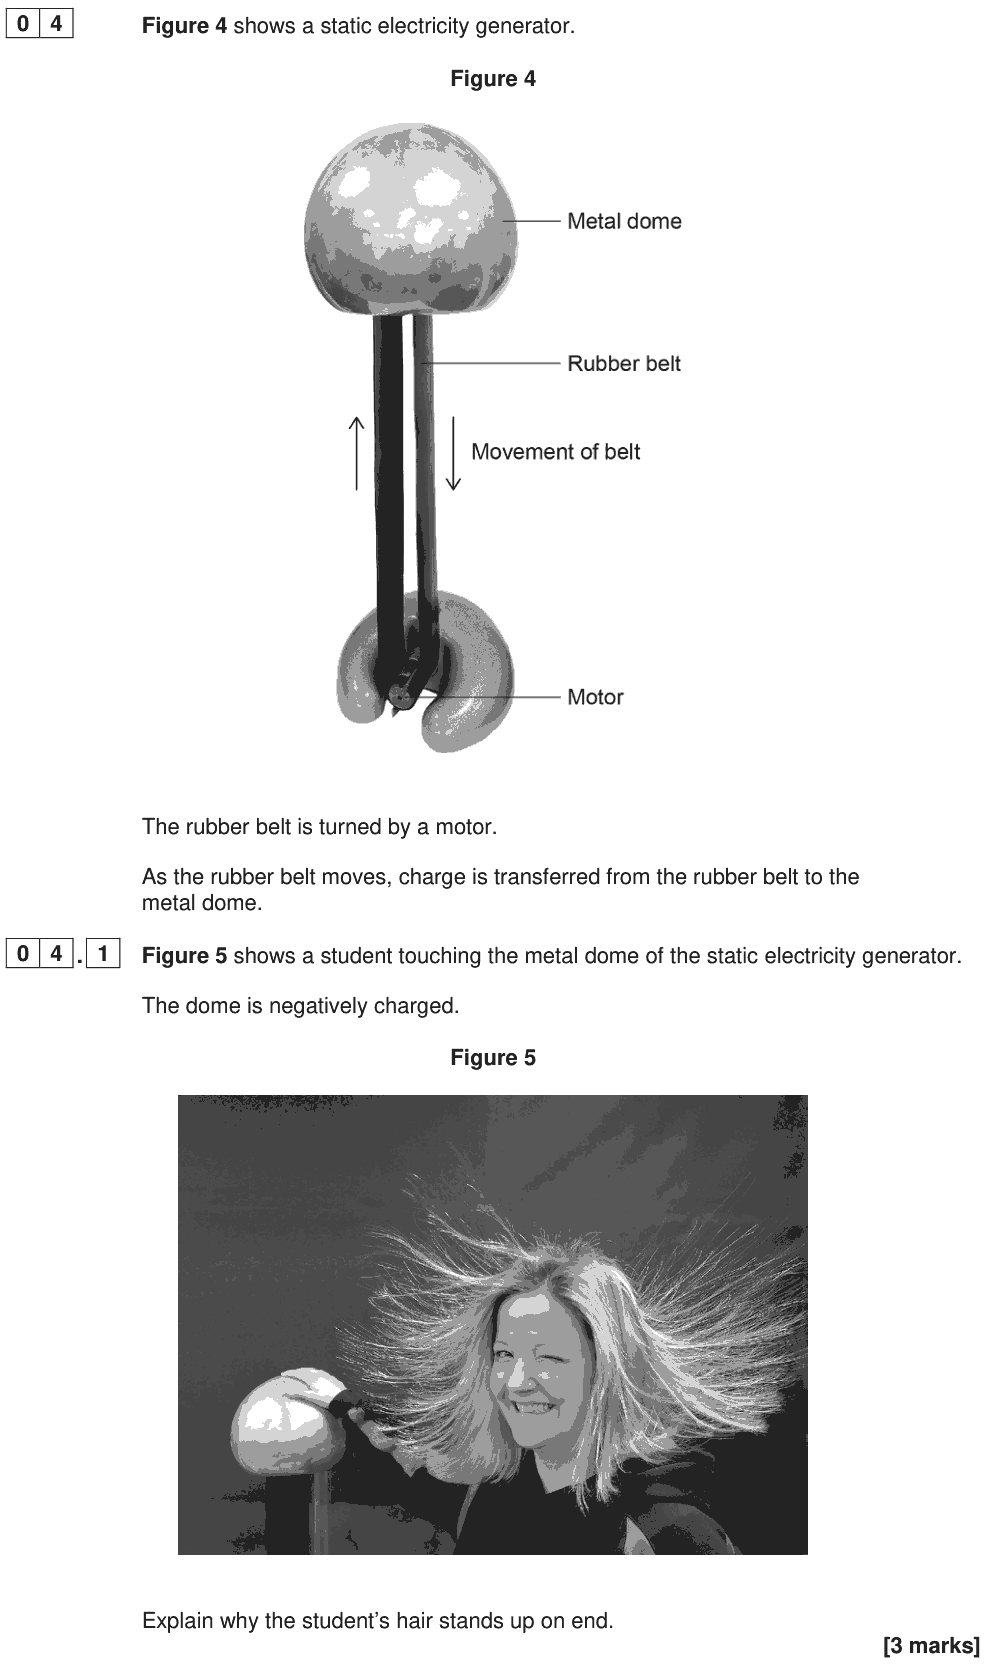 0 4 Figure 4 shows a static electricity generator.
Figure 4
Metal dome
Rubber belt
Movement of belt
Motor
The rubber belt is turned by a motor.
As the rubber belt moves, charge is transferred from the rubber belt to the
metal dome.
0 4 . 1 Figure 5 shows a student touching the metal dome of the static electricity generator.
The dome is negatively charged.
Figure 5
Explain why the student’s hair stands up on end.
[3 marks]